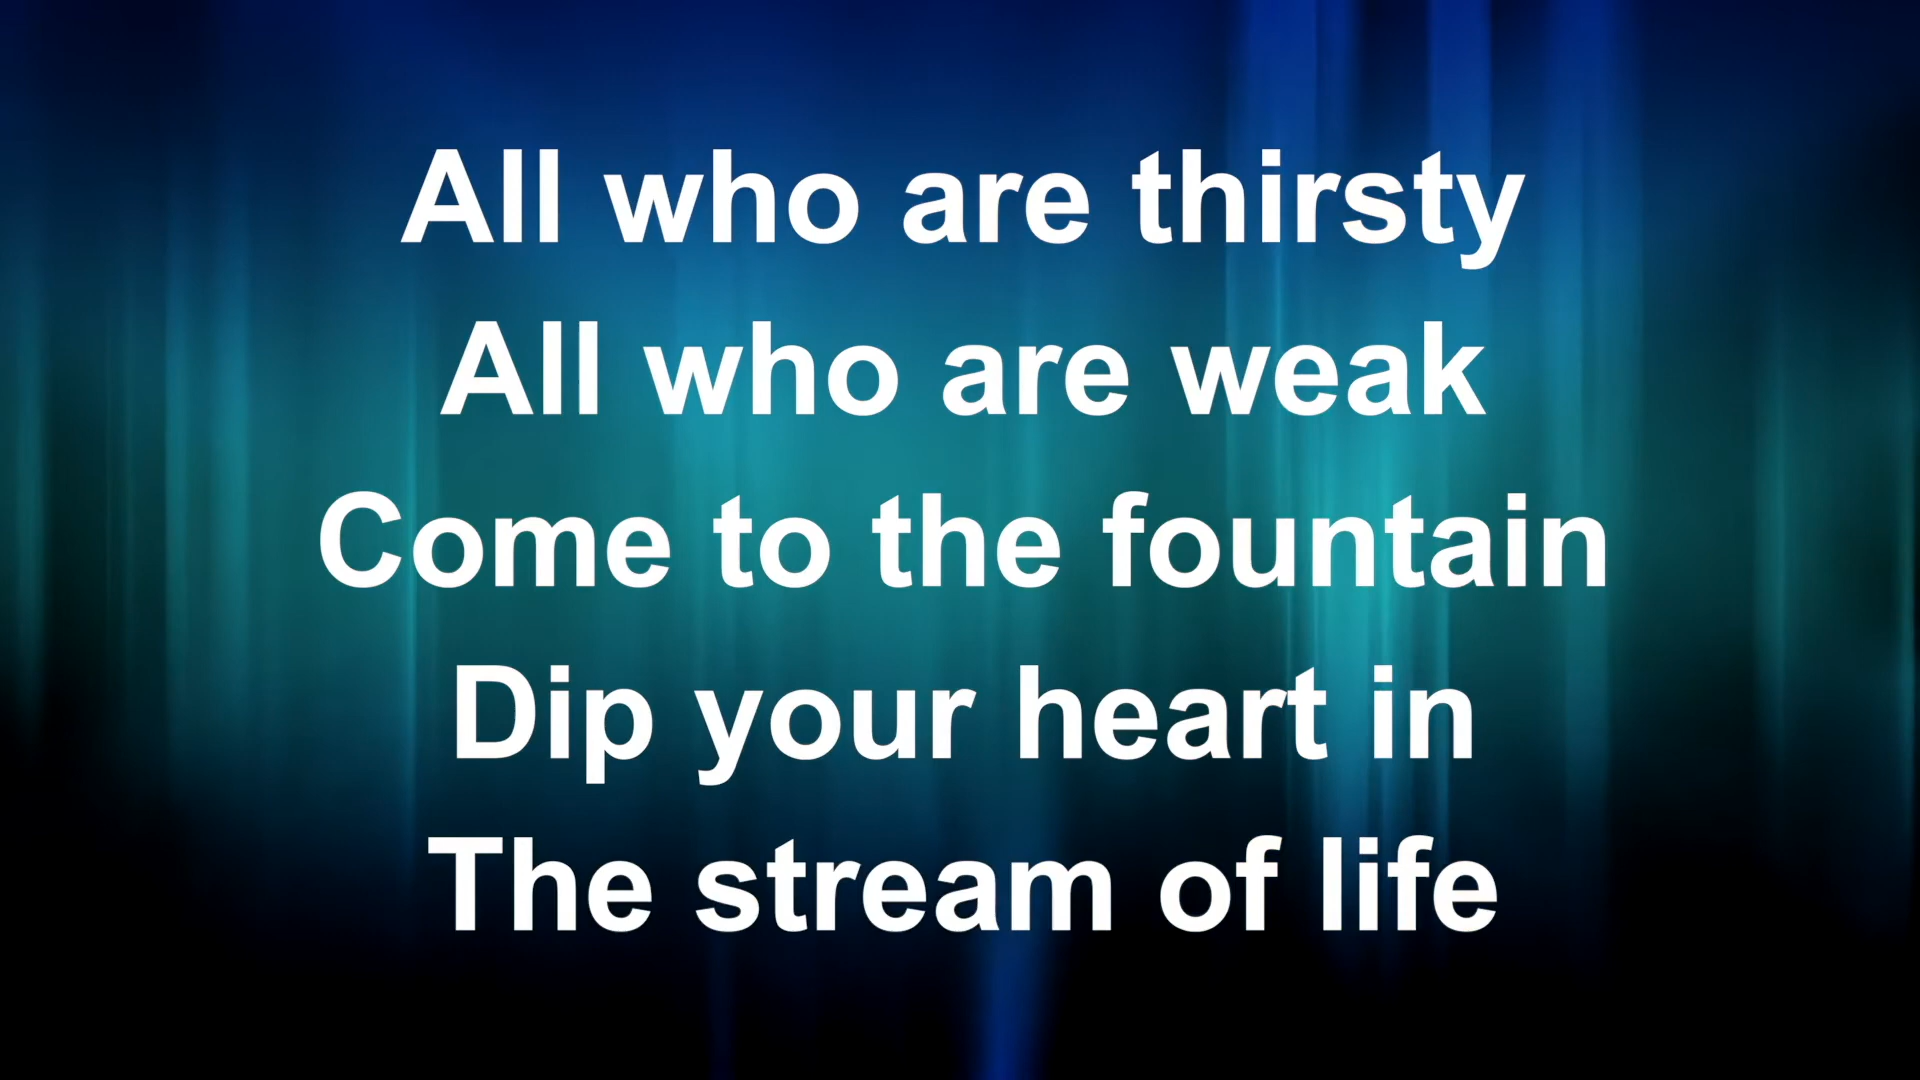 All who are thirsty
All who are weak
Come to the fountain
Dip your heart in
The stream of life